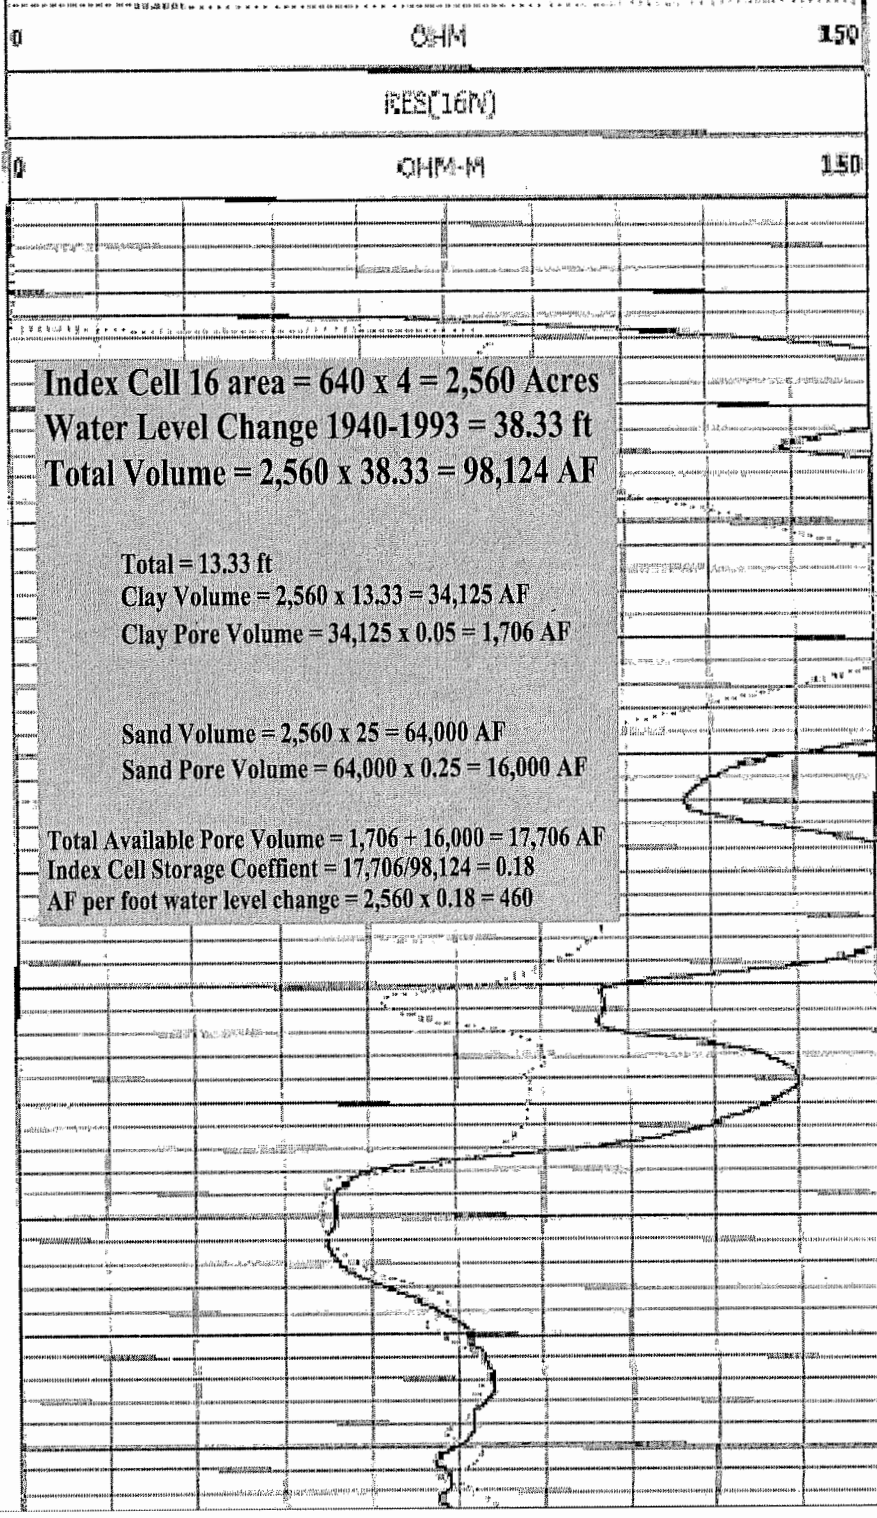 0 OHM 150
RES(16N)
0 OHM-M 150
Index Cell 16 area = 640 x 4 = 2,560 Acres
Water Level Change 1940-1993 = 38.33 ft
Total Volume = 2,560 x 38.33 = 98,124 AF
Total = 13.33 ft
Clay Volume = 2,560 x 13.33 = 34,125 AF
Clay Pore Volume = 34,125 x 0.05 = 1,706 AF
Sand Volume = 2,560 x 25 = 64,000 AF
Sand Pore Volume = 64,000 x 0.25 = 16,000 AF
Total Available Pore Volume = 1,706 + 16,000 = 17,706 AF
Index Cell Storage Coeffient = 17,706/98,124 = 0.18
AF per foot water level change = 2,560 x 0.18 = 460